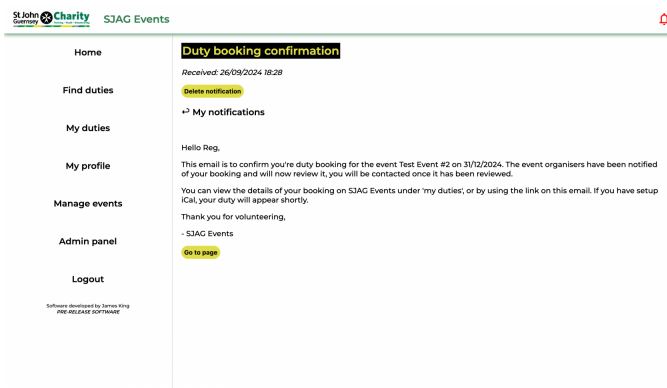 St John Charity
Guernsey
SJAG Events
Home
Find duties
My duties
My profile
Manage events
Admin panel
Logout
Software developed by James King
PRE-RELEASE SOFTWARE
Duty booking confirmation
Received: 26/09/2024 18:28
Delete notification
↩ My notifications
Hello Reg,
This email is to confirm you're duty booking for the event Test Event #2 on 31/12/2024. The event organisers have been notified
of your booking and will now review it, you will be contacted once it has been reviewed.
You can view the details of your booking on SJAG Events under 'my duties', or by using the link on this email. If you have setup
iCal, your duty will appear shortly.
Thank you for volunteering,
- SJAG Events
Go to page